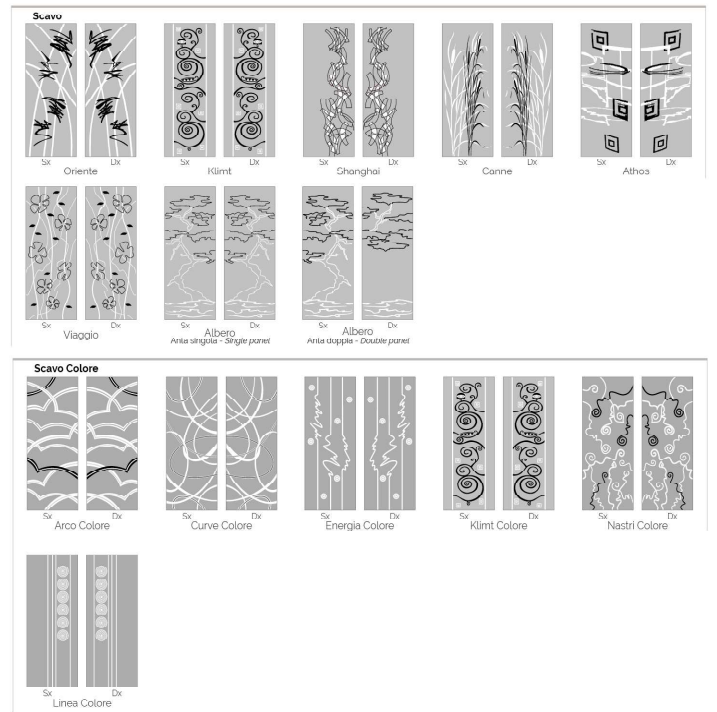 Scavo
Sx Dx Sx Dx Sx Dx Sx Dx Sx Dx
Oriente Klimt Shanghai Canne Athos
Sx Dx Sx Dx Sx Dx
Viaggio Albero Albero
Anta singola - Single panel Anta doppia - Double panel
Scavo Colore
Sx Dx Sx Dx Sx Dx Sx Dx Sx Dx
Arco Colore Curve Colore Energia Colore Klimt Colore Nastri Colore
Sx Dx
Linea Colore